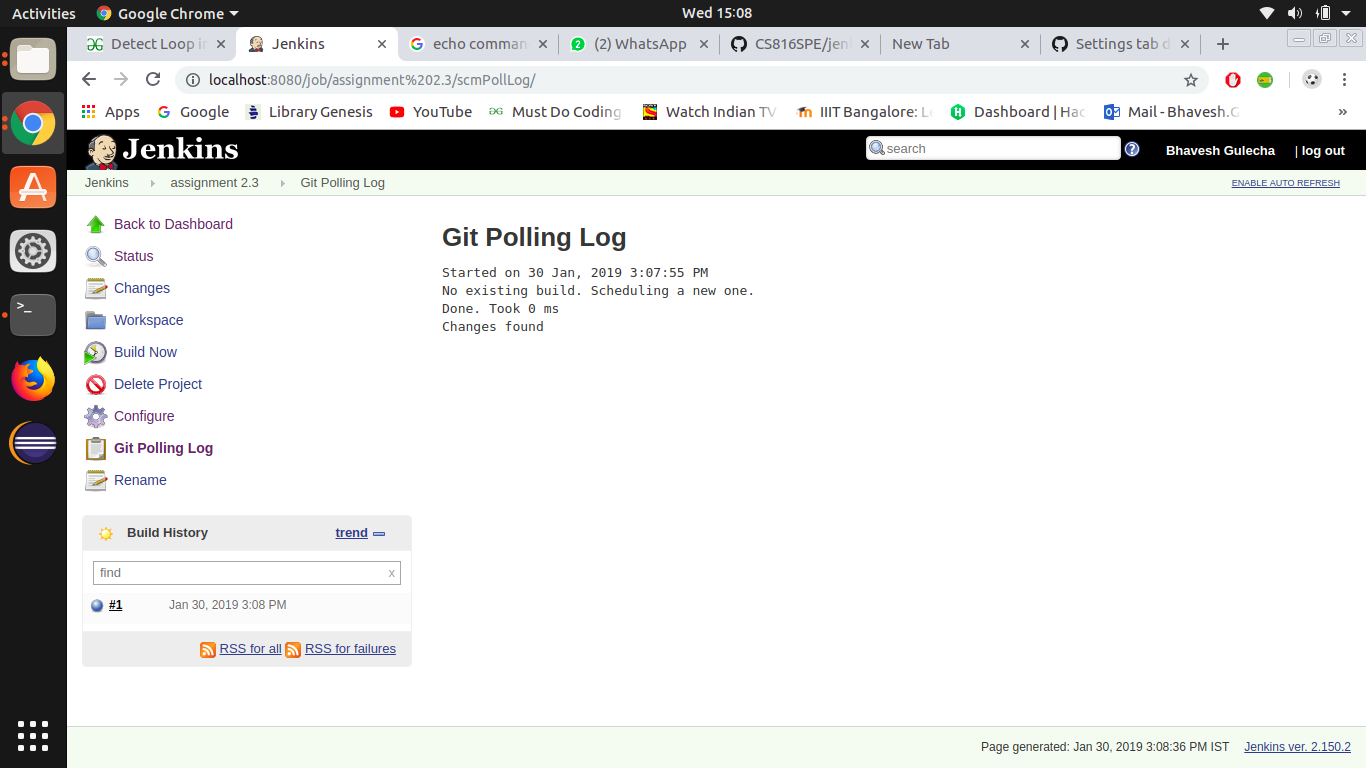 Activities Google Chrome Wed 15:08
Detect Loop in Jenkins echo comman (2) WhatsApp CS816SPE/jen New Tab Settings tab d
localhost:8080/job/assignment%202.3/scmPollLog/
Apps Google Library Genesis YouTube Must Do Coding Watch Indian TV IIIT Bangalore: Le Dashboard | Hac Mail - Bhavesh.G »
Jenkins search Bhavesh Gulecha | log out
Jenkins assignment 2.3 Git Polling Log ENABLE AUTO REFRESH
Back to Dashboard
Status
Changes
Workspace
Build Now
Delete Project
Configure
Git Polling Log
Rename
Git Polling Log
Started on 30 Jan, 2019 3:07:55 PM
No existing build. Scheduling a new one.
Done. Took 0 ms
Changes found
Build History trend
find x
#1 Jan 30, 2019 3:08 PM
RSS for all RSS for failures
Page generated: Jan 30, 2019 3:08:36 PM IST Jenkins ver. 2.150.2